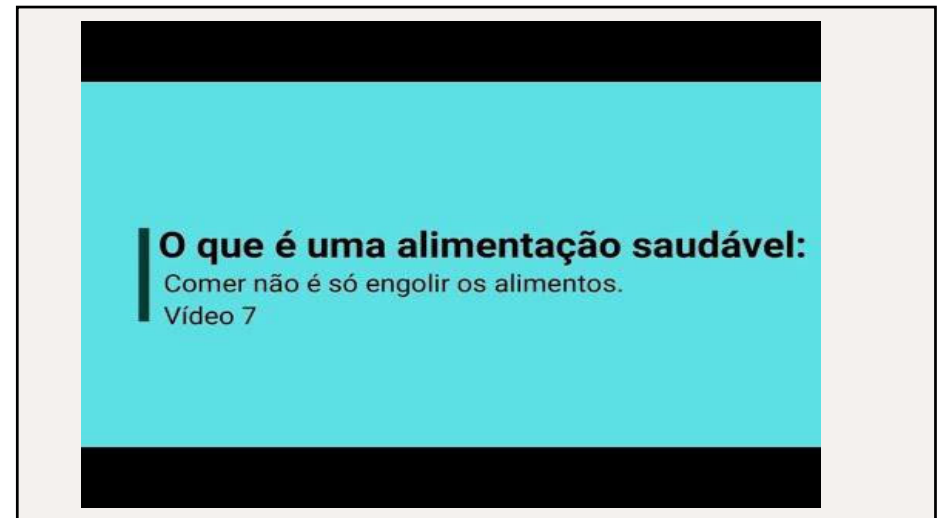 O que é uma alimentação saudável:
Comer não é só engolir os alimentos.
Vídeo 7